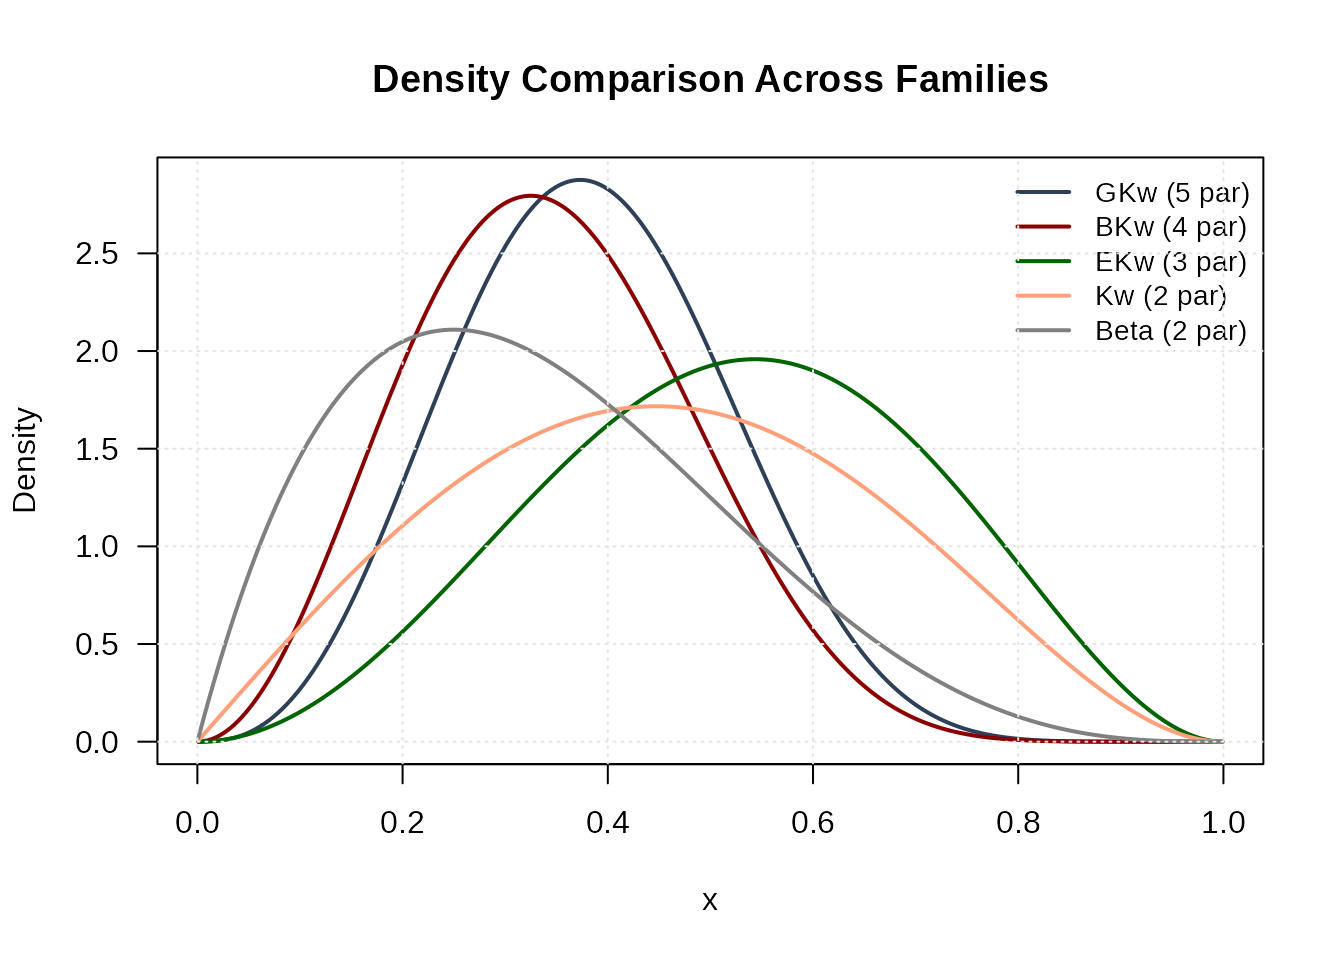 Density Comparison Across Families
GKw (5 par)
BKw (4 par)
EKw (3 par)
Kw (2 par)
Beta (2 par)
Density
2.5
2.0
1.5
1.0
0.5
0.0
0.0 0.2 0.4 0.6 0.8 1.0
x